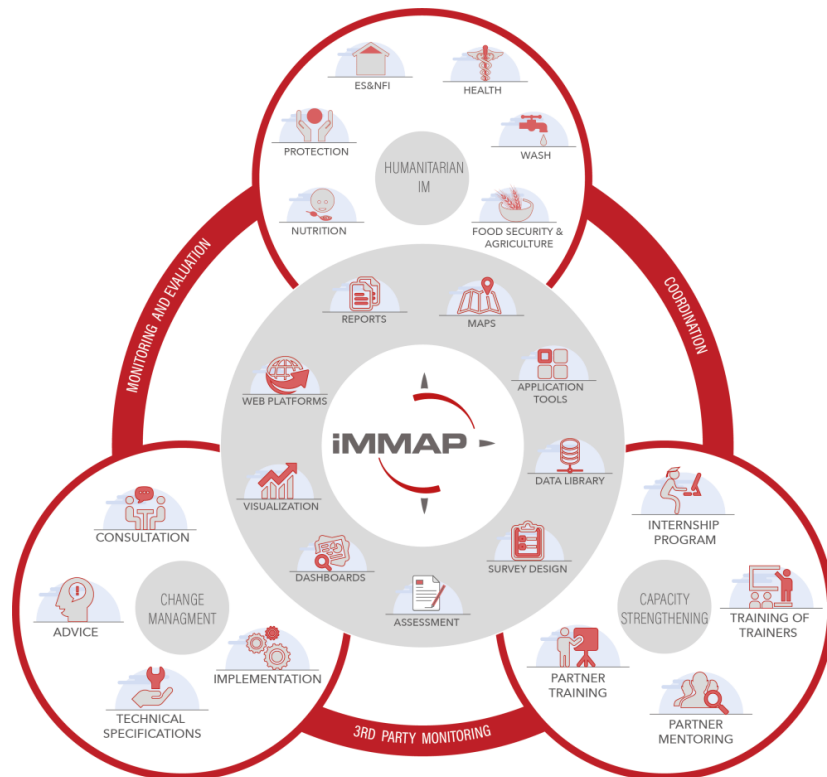 ES&NFI
HEALTH
PROTECTION
WASH
HUMANITARIAN
IM
NUTRITION
FOOD SECURITY &
AGRICULTURE
MONITORING AND EVALUATION
COORDINATION
REPORTS
MAPS
WEB PLATFORMS
APPLICATION
TOOLS
iMMAP
VISUALIZATION
DATA LIBRARY
DASHBOARDS
SURVEY DESIGN
ASSESSMENT
CONSULTATION
ADVICE
CHANGE
MANAGMENT
IMPLEMENTATION
TECHNICAL
SPECIFICATIONS
INTERNSHIP
PROGRAM
CAPACITY
STRENGTHENING
TRAINING OF
TRAINERS
PARTNER
TRAINING
PARTNER
MENTORING
3RD PARTY MONITORING